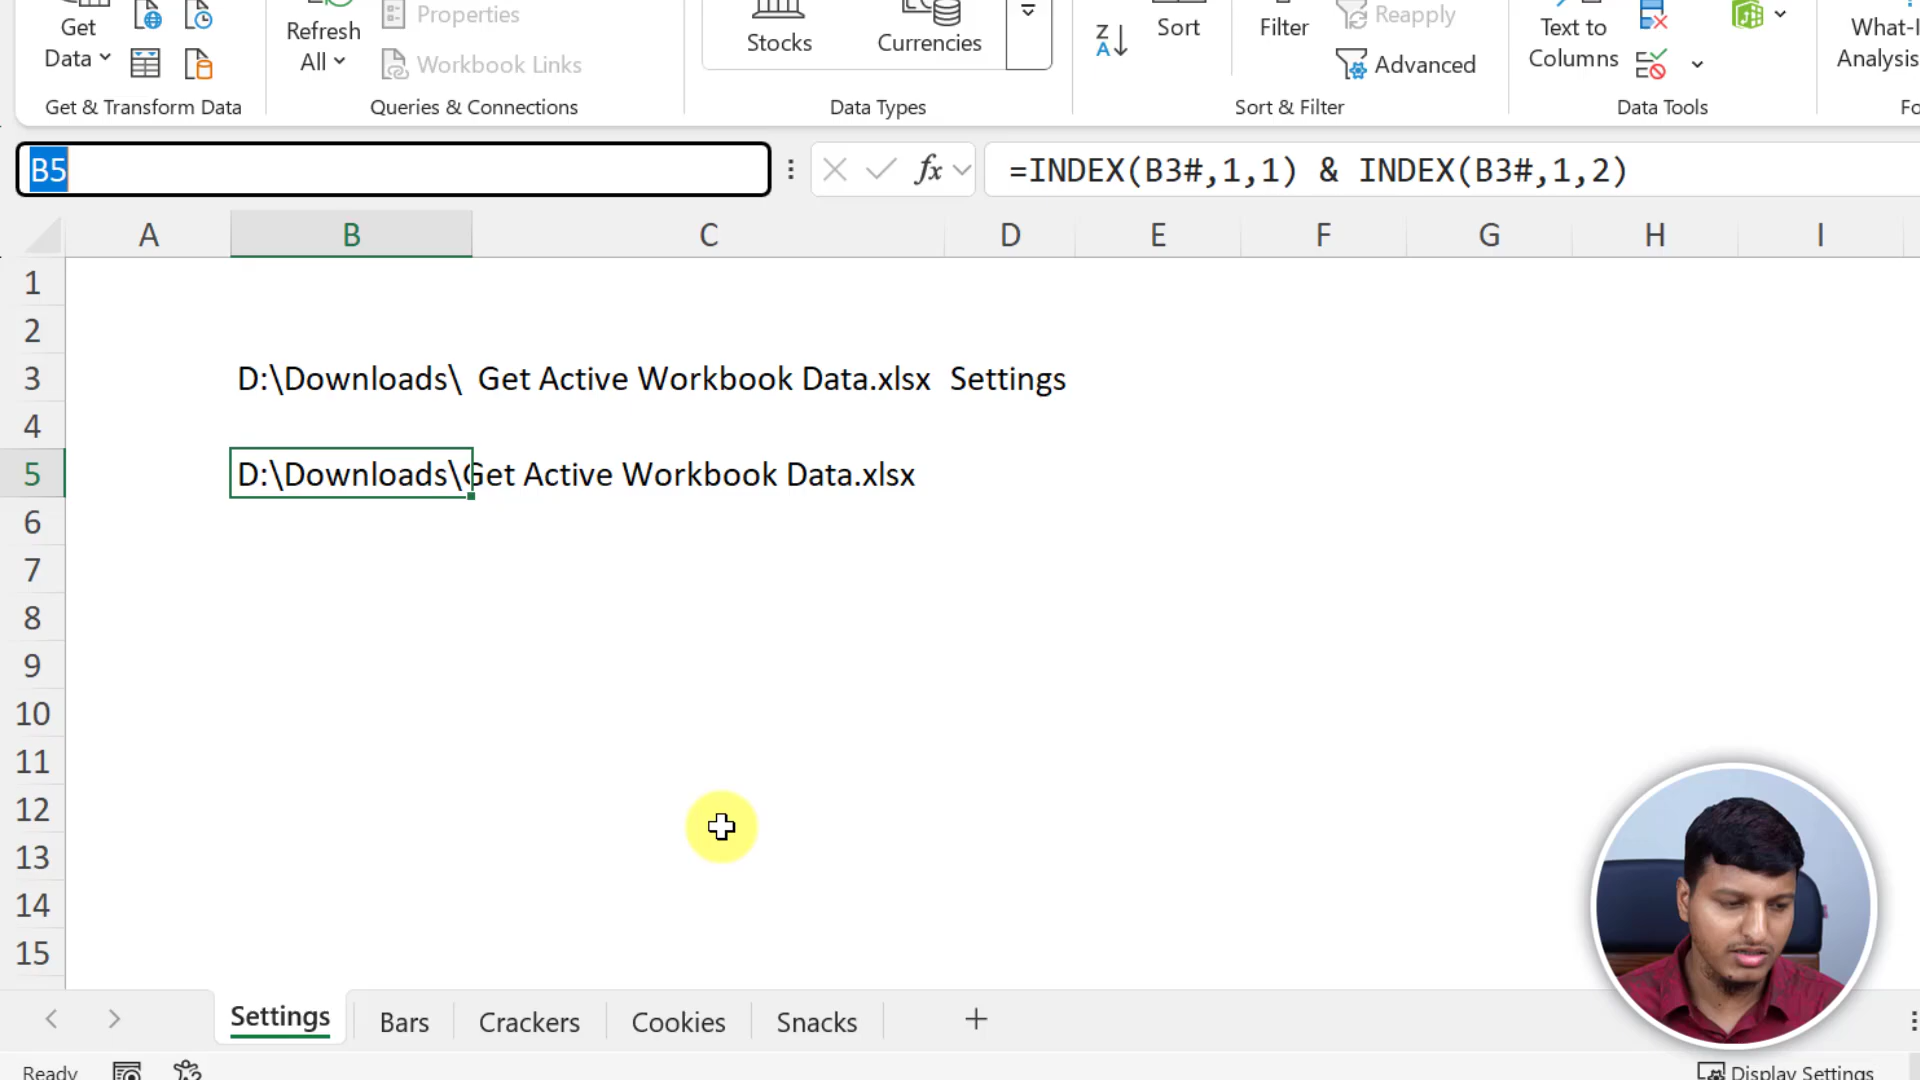 Get
Data
Refresh
All
Properties
Workbook Links
Stocks
Currencies
Z
A
Sort
Filter
Reapply
Advanced
Text to
Columns
What-I
Analysis
Get & Transform Data
Queries & Connections
Data Types
Sort & Filter
Data Tools
Fo
B5
fx
=INDEX(B3#,1,1) & INDEX(B3#,1,2)
A B C D E F G H I
1
2
3 D:\Downloads\ Get Active Workbook Data.xlsx Settings
4
5 D:\Downloads\Get Active Workbook Data.xlsx
6
7
8
9
10
11
12
13
14
15
Settings Bars Crackers Cookies Snacks
Ready
Display Settings